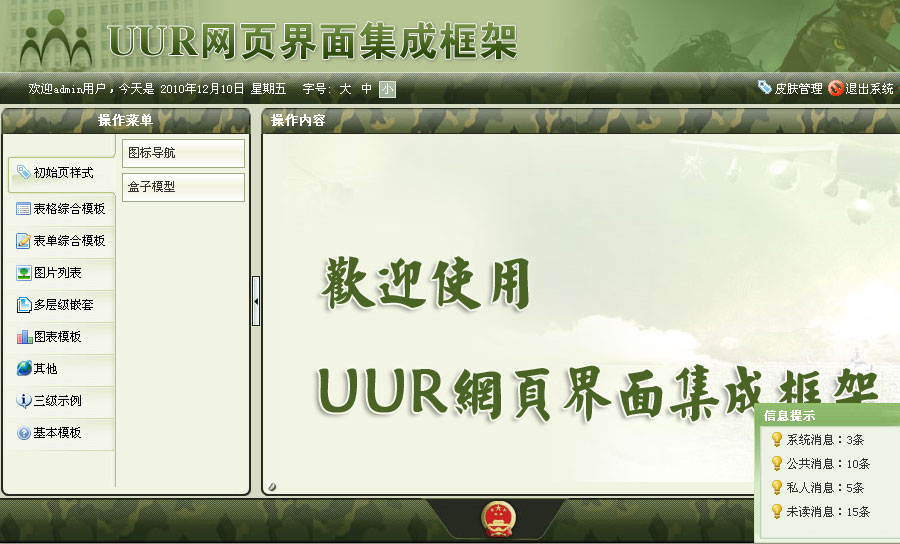 UUR网页界面集成框架
欢迎admin用户，今天是 2010年12月10日 星期五 字号: 大 中 小
皮肤管理 退出系统
操作菜单
操作内容
初始页样式
表格综合模板
表单综合模板
图片列表
多层级嵌套
图表模板
其他
三级示例
基本模板
图标导航
盒子模型
歡迎使用
UUR網頁界面集成框架
信息提示
系统消息：3条
公共消息：10条
私人消息：5条
未读消息：15条